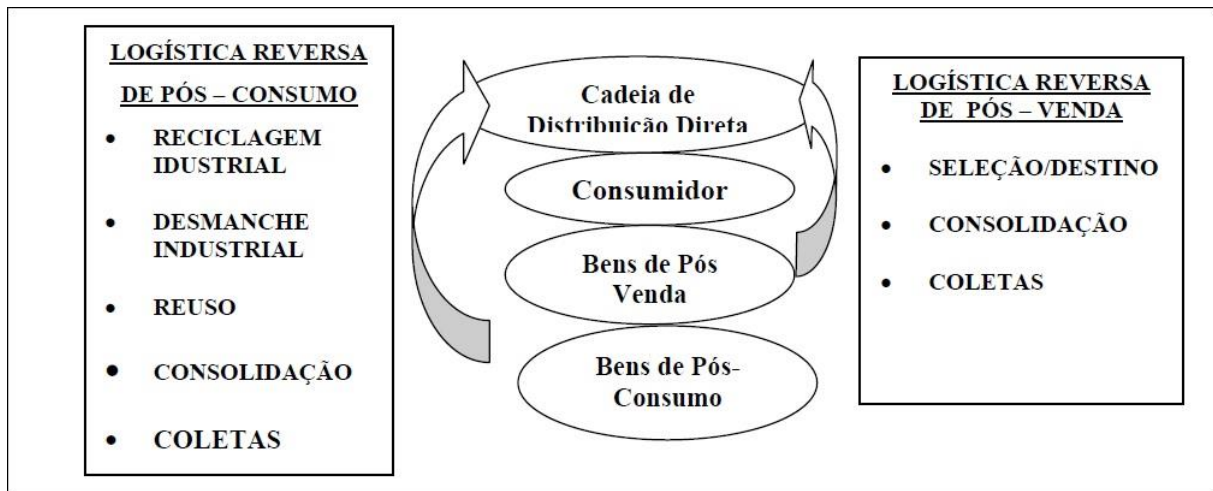 LOGÍSTICA REVERSA
DE PÓS – CONSUMO
• RECICLAGEM
IDUSTRIAL
• DESMANCHE
INDUSTRIAL
• REUSO
• CONSOLIDAÇÃO
• COLETAS
Cadeia de
Distribuição Direta
Consumidor
Bens de Pós
Venda
Bens de Pós-
Consumo
LOGÍSTICA REVERSA
DE PÓS – VENDA
• SELEÇÃO/DESTINO
• CONSOLIDAÇÃO
• COLETAS